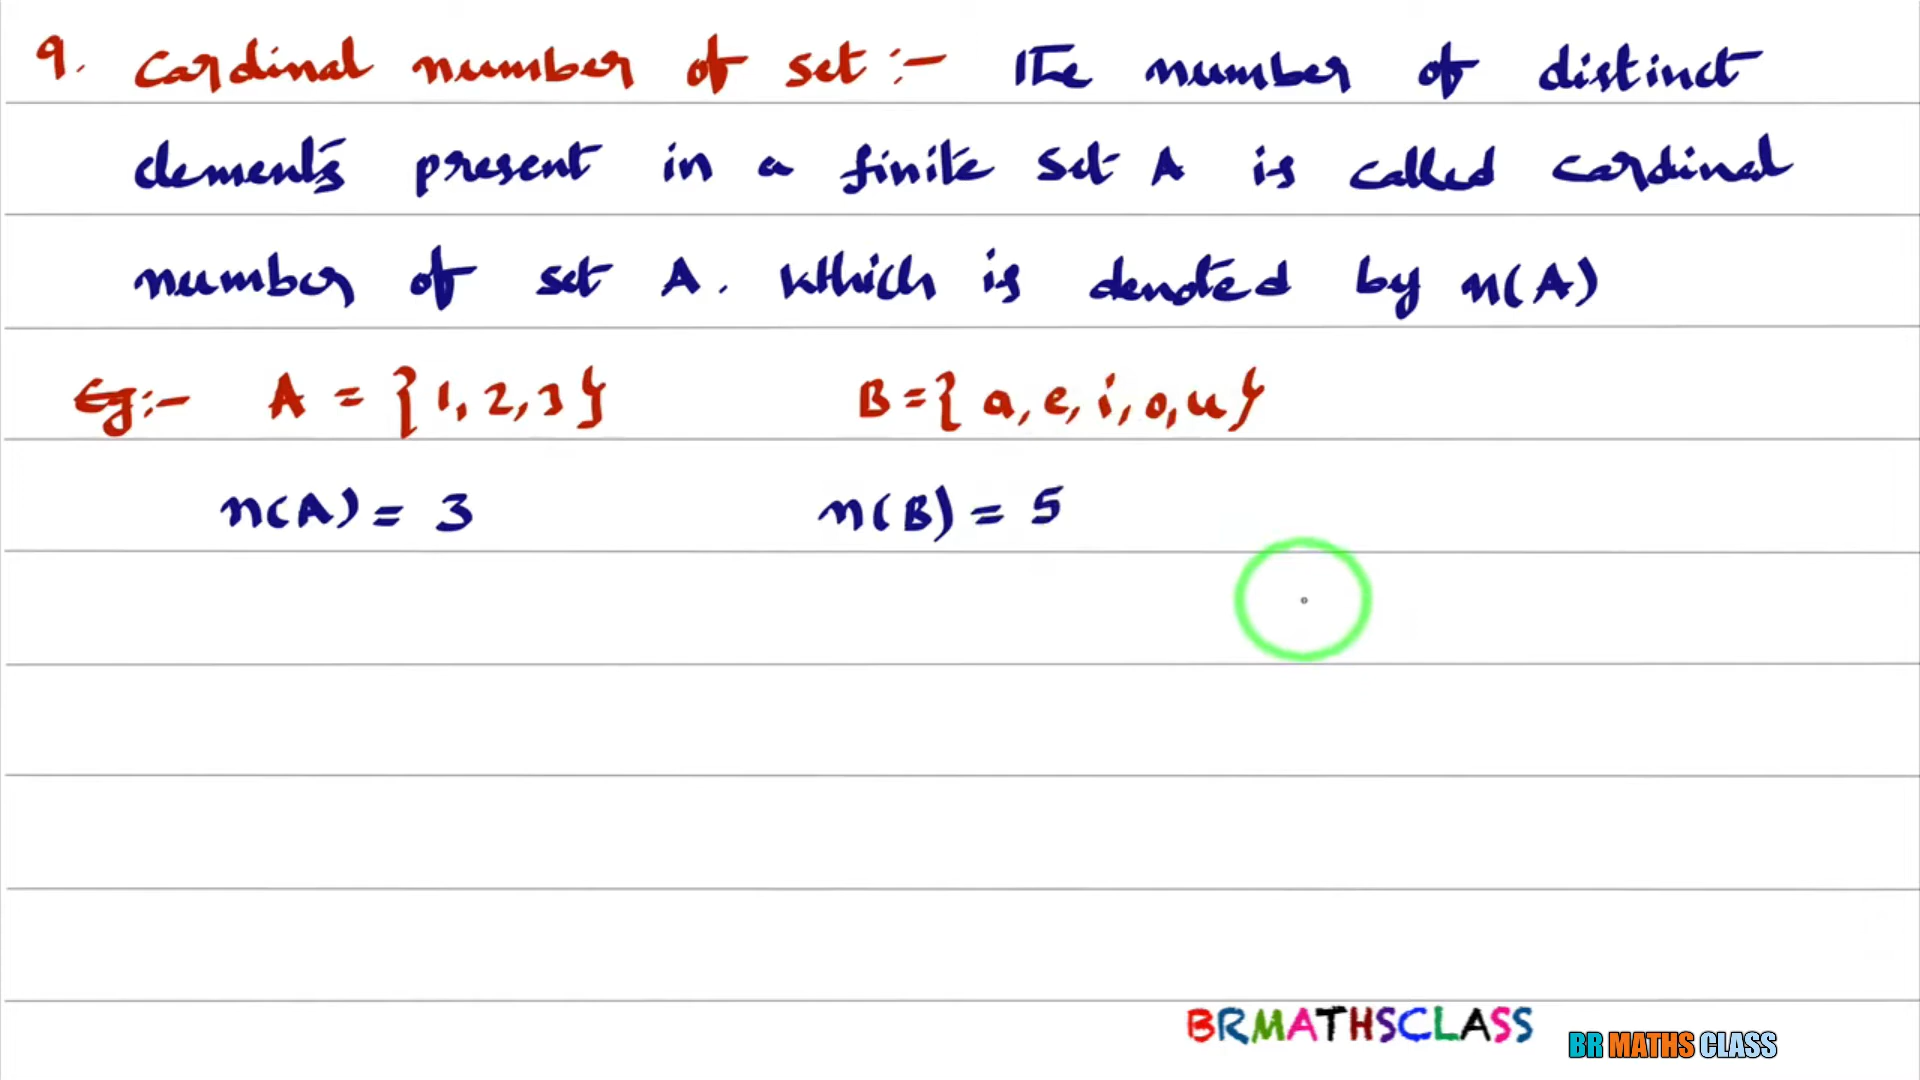 9. Cardinal number of set :- The number of distinct
elements present in a finite set A is called cardinal
number of set A. Which is denoted by n(A)
Eg:- A = {1, 2, 3} B = {a, e, i, o, u}
n(A) = 3 n(B) = 5
BRMATHSCLASS
BR MATHS CLASS